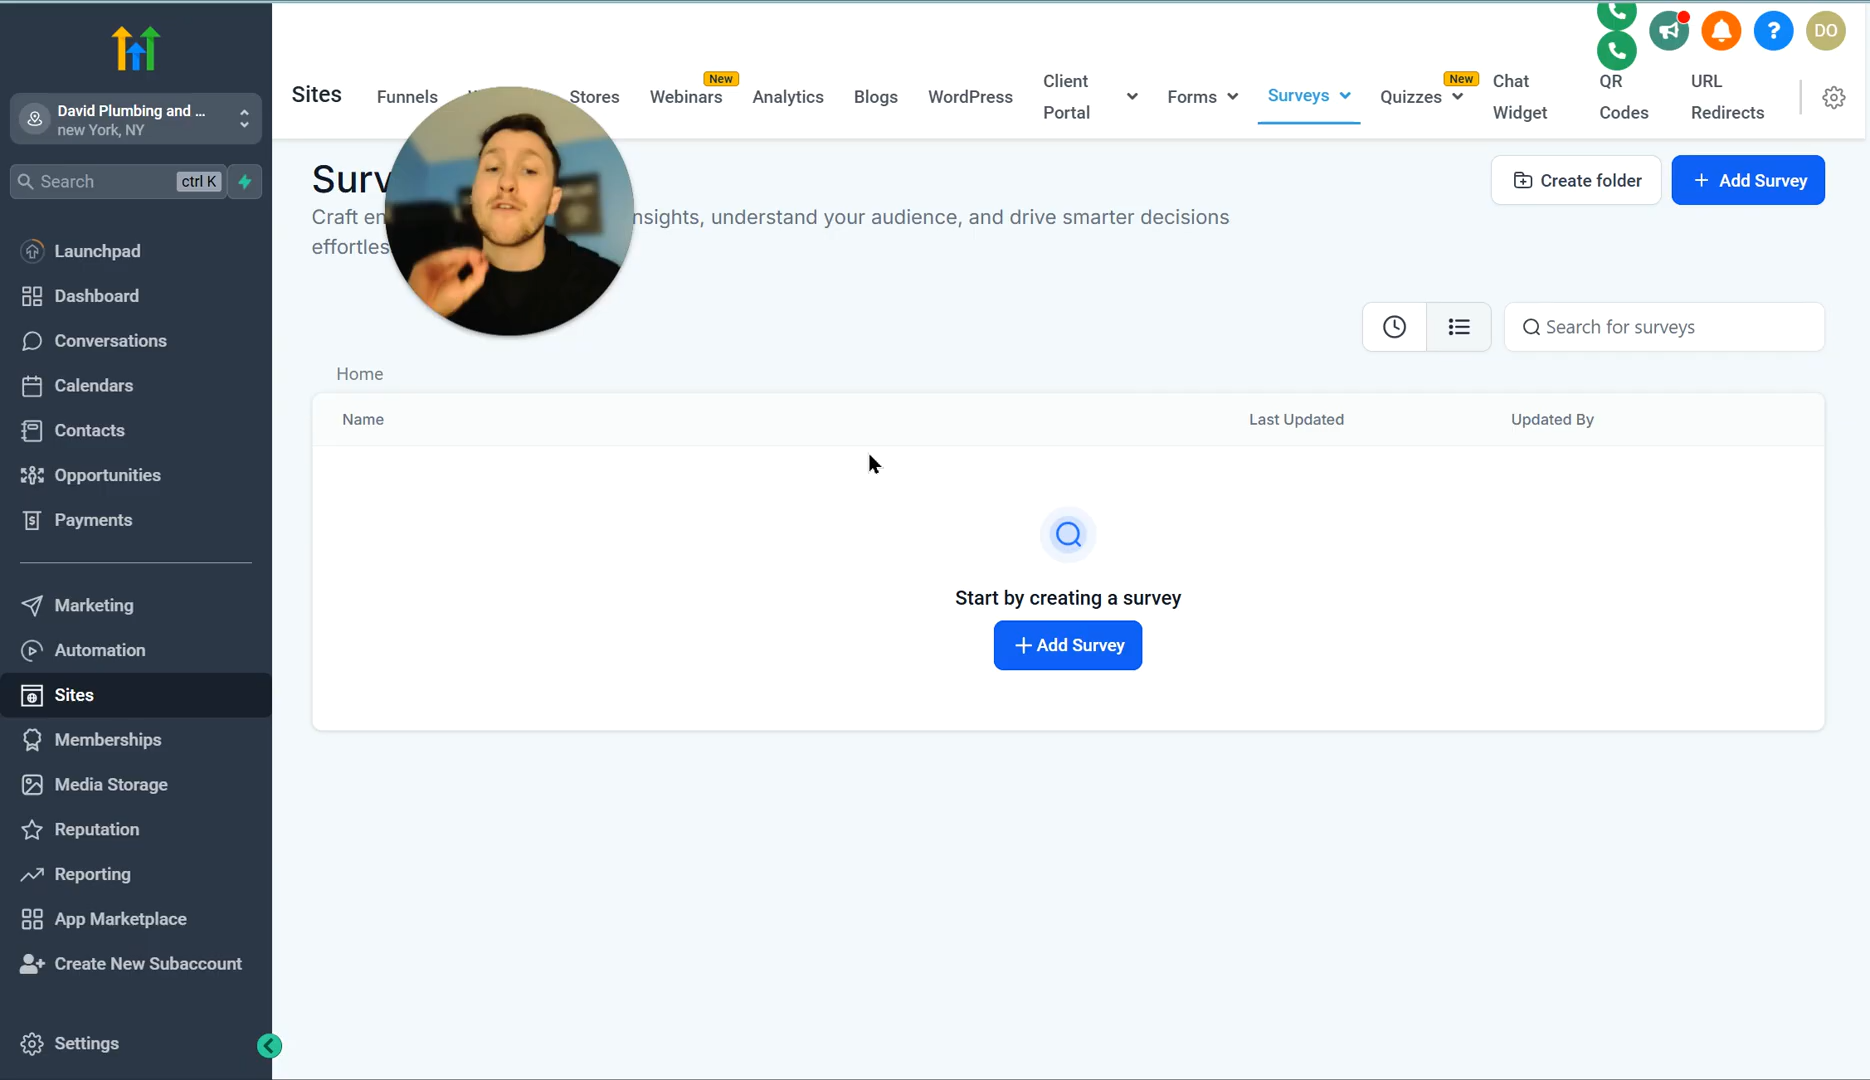 David Plumbing and ...
new York, NY
Search
ctrl K
Launchpad
Dashboard
Conversations
Calendars
Contacts
Opportunities
Payments
Marketing
Automation
Sites
Memberships
Media Storage
Reputation
Reporting
App Marketplace
Create New Subaccount
Settings
DO
Sites
Funnels
Stores
Webinars
New
Analytics
Blogs
WordPress
Client
Portal
Forms
Surveys
Quizzes
New
Chat
Widget
QR
Codes
URL
Redirects
Create folder
+ Add Survey
Craft
understand your audience, and drive smarter decisions
Search for surveys
Home
Name
Last Updated
Updated By
Start by creating a survey
+ Add Survey